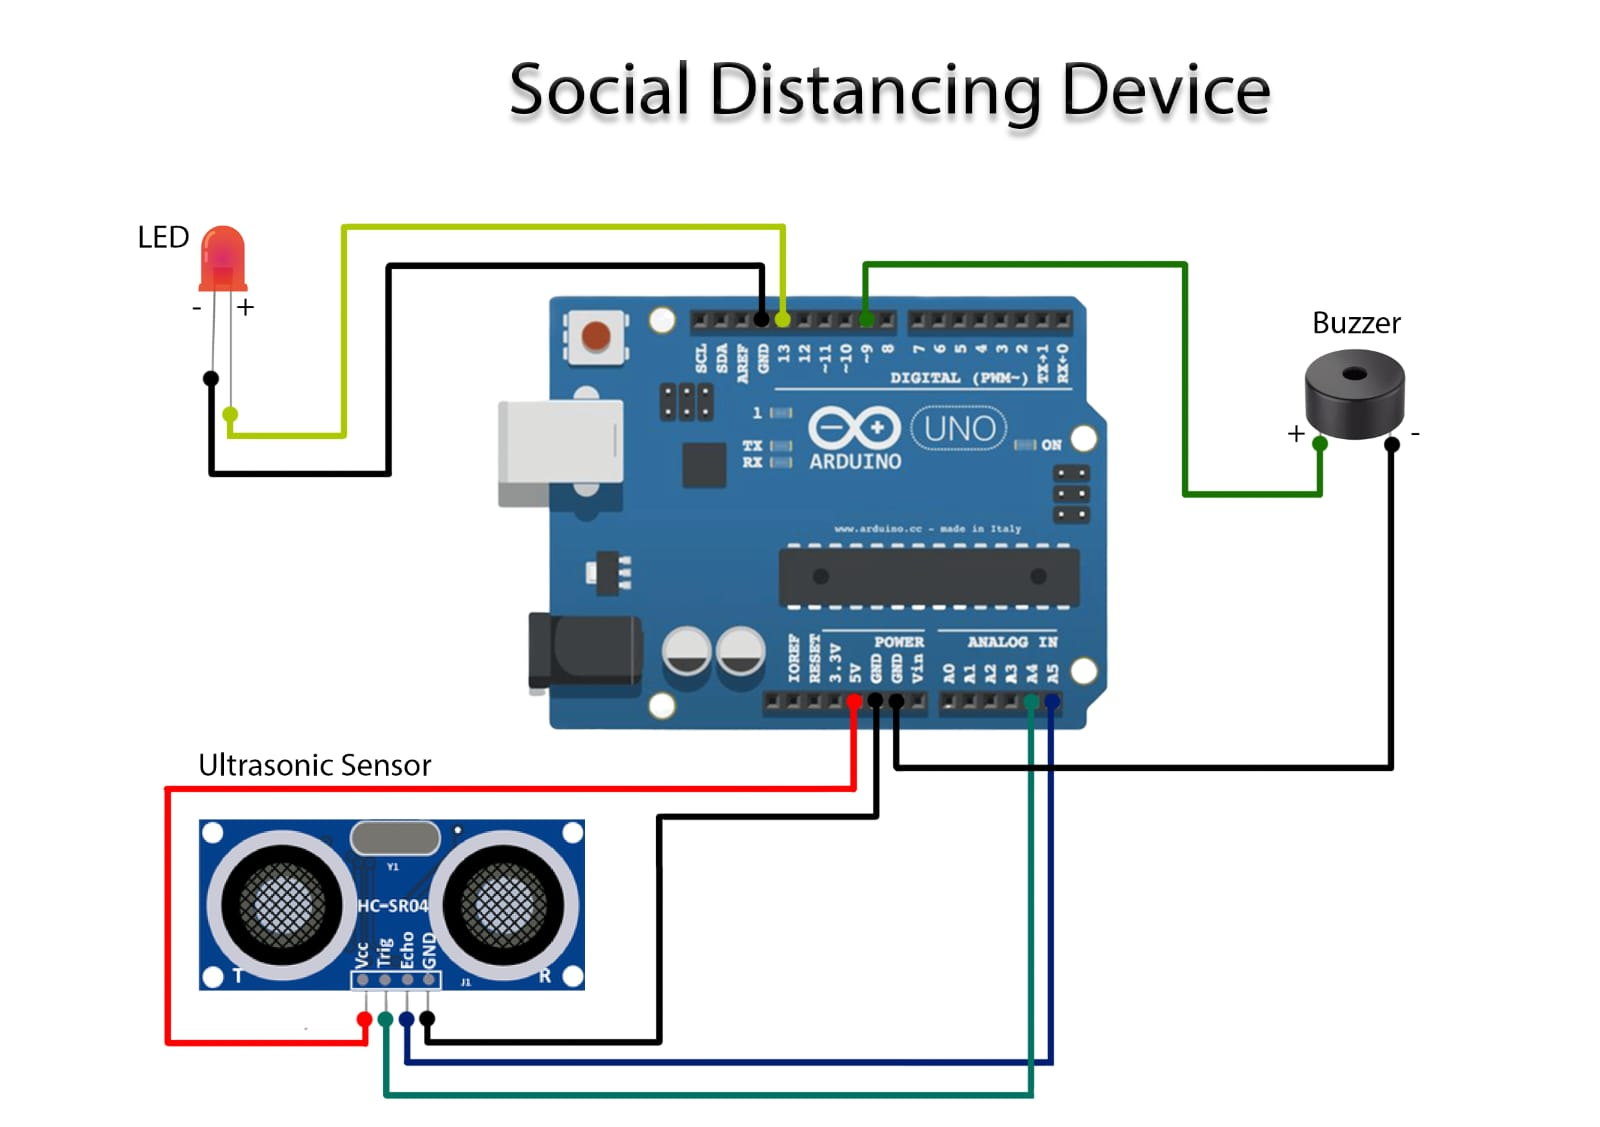 Social Distancing Device
LED
-
+
Buzzer
+
-
SCL
SDA
AREF
GND
13
12
~11
~10
~9
8
7
6
5
4
3
2
TX→1
RX←0
DIGITAL (PWM~)
1
TX
RX
UNO
ON
ARDUINO
www.arduino.cc - made in Italy
IOREF
RESET
3.3V
5V
GND
GND
Vin
POWER
ANALOG IN
A0
A1
A2
A3
A4
A5
Ultrasonic Sensor
Y1
HC-SR04
Vcc
Trig
Echo
GND
T
J1
R